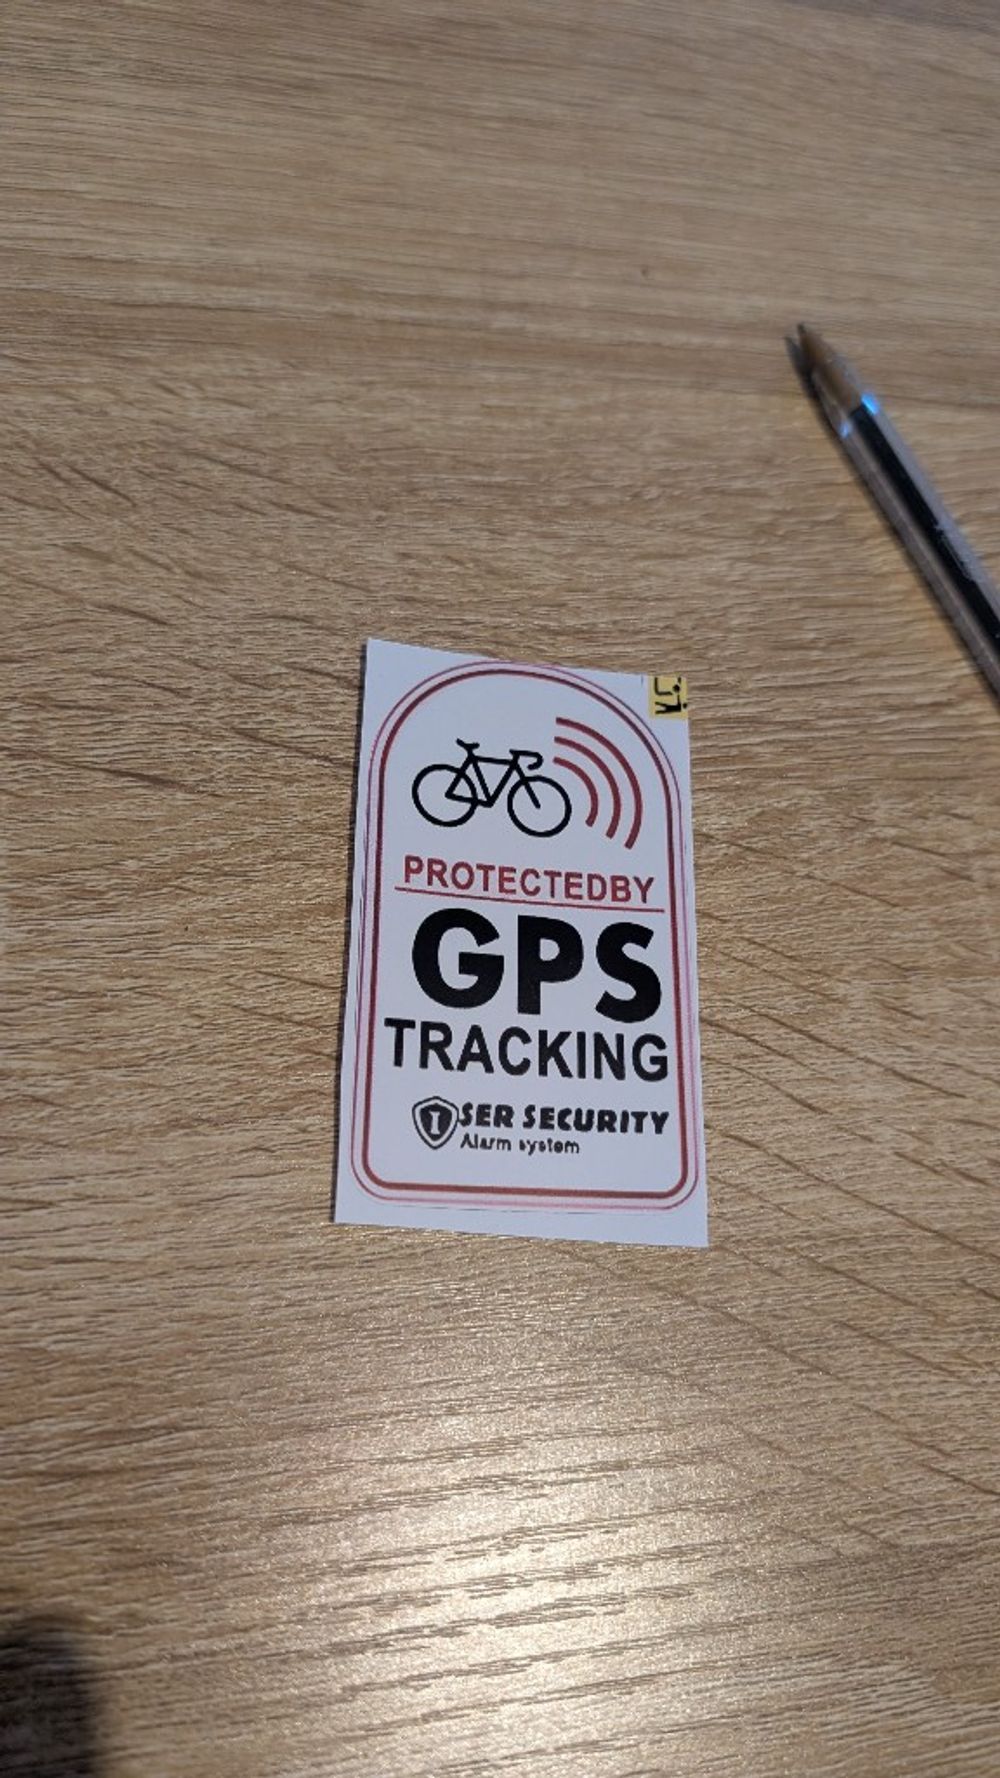 PROTECTEDBY
GPS
TRACKING
I SER SECURITY
Alarm system